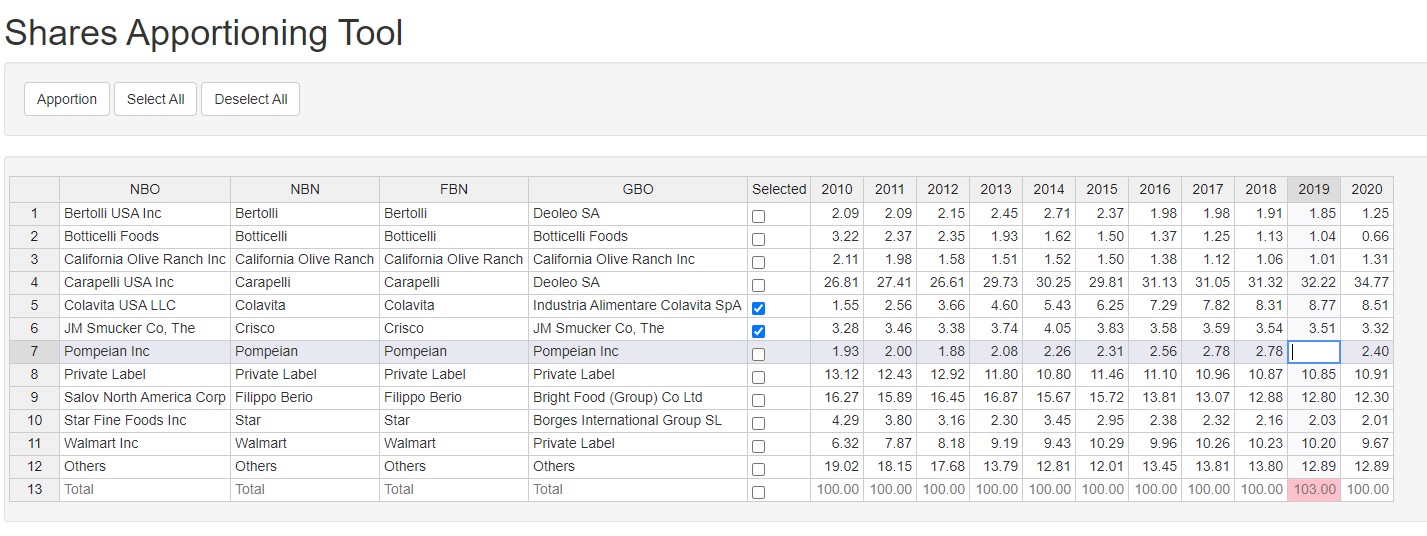 Shares Apportioning Tool
Apportion Select All Deselect All
NBO NBN FBN GBO Selected 2010 2011 2012 2013 2014 2015 2016 2017 2018 2019 2020
1 Bertolli USA Inc Bertolli Bertolli Deoleo SA 2.09 2.09 2.15 2.45 2.71 2.37 1.98 1.98 1.91 1.85 1.25
2 Botticelli Foods Botticelli Botticelli Botticelli Foods 3.22 2.37 2.35 1.93 1.62 1.50 1.37 1.25 1.13 1.04 0.66
3 California Olive Ranch Inc California Olive Ranch California Olive Ranch California Olive Ranch Inc 2.11 1.98 1.58 1.51 1.52 1.50 1.38 1.12 1.06 1.01 1.31
4 Carapelli USA Inc Carapelli Carapelli Deoleo SA 26.81 27.41 26.61 29.73 30.25 29.81 31.13 31.05 31.32 32.22 34.77
5 Colavita USA LLC Colavita Colavita Industria Alimentare Colavita SpA 1.55 2.56 3.66 4.60 5.43 6.25 7.29 7.82 8.31 8.77 8.51
6 JM Smucker Co, The Crisco Crisco JM Smucker Co, The 3.28 3.46 3.38 3.74 4.05 3.83 3.58 3.59 3.54 3.51 3.32
7 Pompeian Inc Pompeian Pompeian Pompeian Inc 1.93 2.00 1.88 2.08 2.26 2.31 2.56 2.78 2.78 2.40
8 Private Label Private Label Private Label Private Label 13.12 12.43 12.92 11.80 10.80 11.46 11.10 10.96 10.87 10.85 10.91
9 Salov North America Corp Filippo Berio Filippo Berio Bright Food (Group) Co Ltd 16.27 15.89 16.45 16.87 15.67 15.72 13.81 13.07 12.88 12.80 12.30
10 Star Fine Foods Inc Star Star Borges International Group SL 4.29 3.80 3.16 2.30 3.45 2.95 2.38 2.32 2.16 2.03 2.01
11 Walmart Inc Walmart Walmart Private Label 6.32 7.87 8.18 9.19 9.43 10.29 9.96 10.26 10.23 10.20 9.67
12 Others Others Others Others 19.02 18.15 17.68 13.79 12.81 12.01 13.45 13.81 13.80 12.89 12.89
13 Total Total Total Total 100.00 100.00 100.00 100.00 100.00 100.00 100.00 100.00 100.00 103.00 100.00